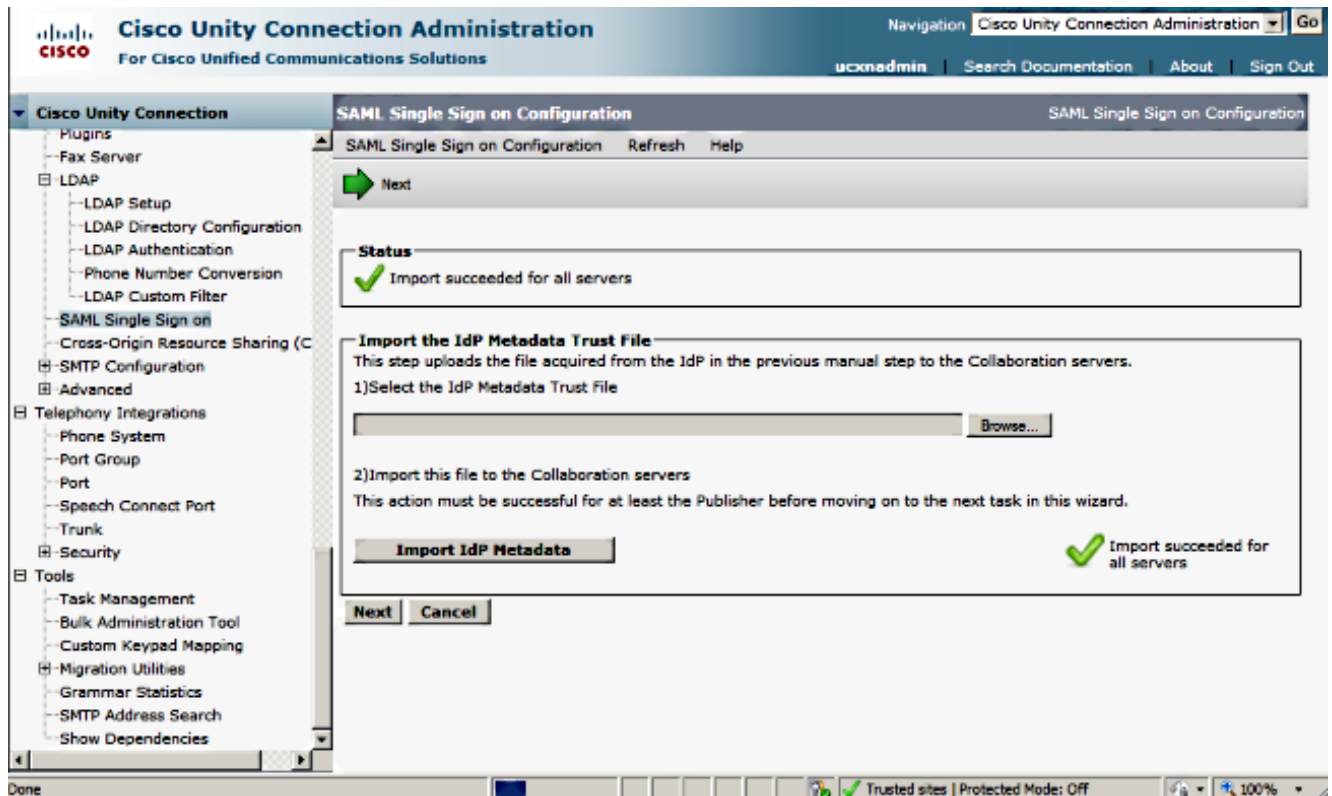 Cisco Unity Connection Administration
For Cisco Unified Communications Solutions
CISCO
Navigation Cisco Unity Connection Administration Go
ucxnadmin | Search Documentation | About | Sign Out
Cisco Unity Connection
Plugins
Fax Server
LDAP
LDAP Setup
LDAP Directory Configuration
LDAP Authentication
Phone Number Conversion
LDAP Custom Filter
SAML Single Sign on
Cross-Origin Resource Sharing (C
SMTP Configuration
Advanced
Telephony Integrations
Phone System
Port Group
Port
Speech Connect Port
Trunk
Security
Tools
Task Management
Bulk Administration Tool
Custom Keypad Mapping
Migration Utilities
Grammar Statistics
SMTP Address Search
Show Dependencies
SAML Single Sign on Configuration
SAML Single Sign on Configuration
SAML Single Sign on Configuration Refresh Help
Next
Status
Import succeeded for all servers
Import the IdP Metadata Trust File
This step uploads the file acquired from the IdP in the previous manual step to the Collaboration servers.
1)Select the IdP Metadata Trust File
Browse...
2)Import this file to the Collaboration servers
This action must be successful for at least the Publisher before moving on to the next task in this wizard.
Import IdP Metadata
Import succeeded for
all servers
Next Cancel
Done
Trusted sites | Protected Mode: Off
100%